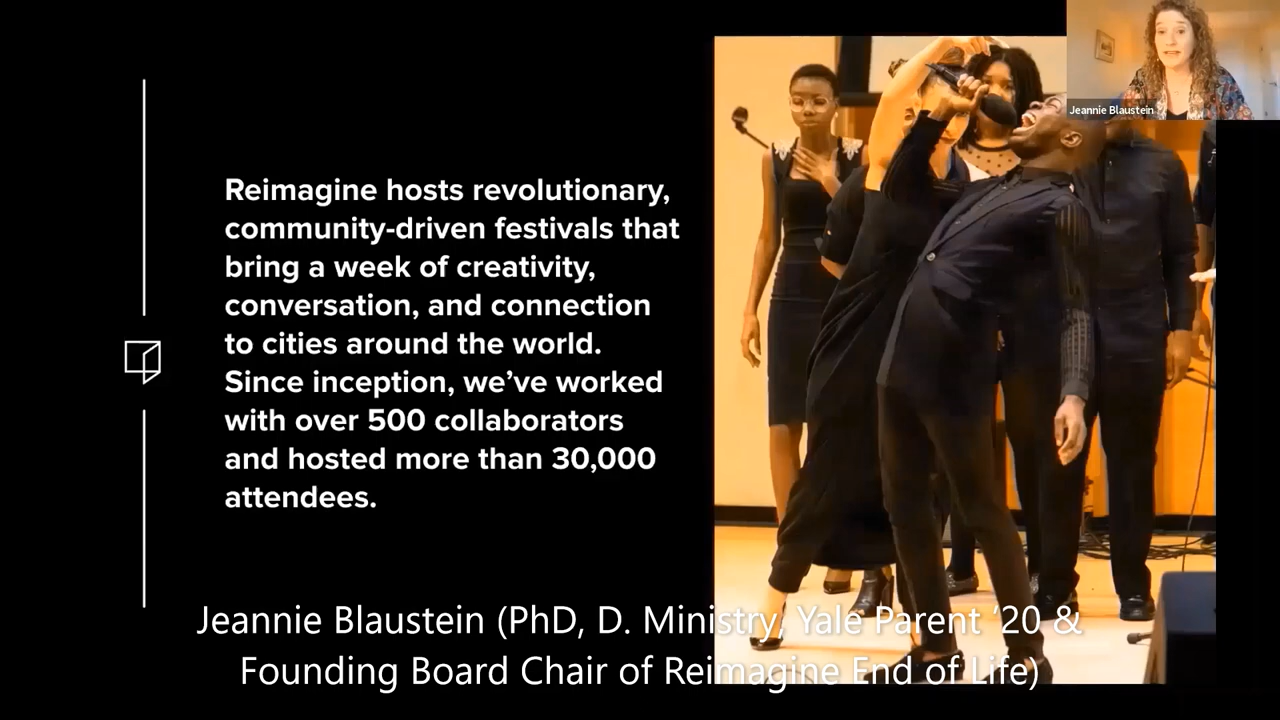 Jeannie Blaustein
Reimagine hosts revolutionary,
community-driven festivals that
bring a week of creativity,
conversation, and connection
to cities around the world.
Since inception, we’ve worked
with over 500 collaborators
and hosted more than 30,000
attendees.
Jeannie Blaustein (PhD, D. Ministry, Yale Parent ’20 &
Founding Board Chair of Reimagine End of Life)